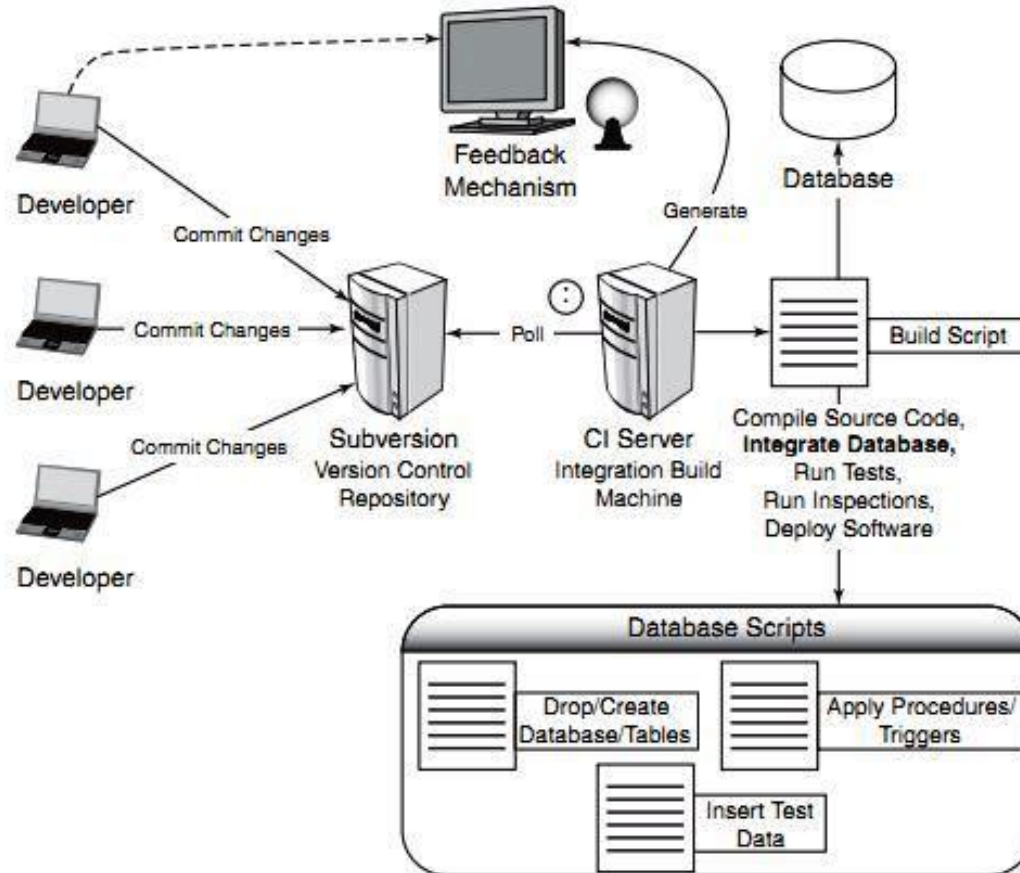 Feedback
Mechanism
Database
Developer
Generate
Commit Changes
Commit Changes
Poll
Build Script
Developer
Commit Changes
Subversion
Version Control
Repository
CI Server
Integration Build
Machine
Compile Source Code,
Integrate Database,
Run Tests,
Run Inspections,
Deploy Software
Developer
Database Scripts
Drop/Create
Database/Tables
Apply Procedures/
Triggers
Insert Test
Data